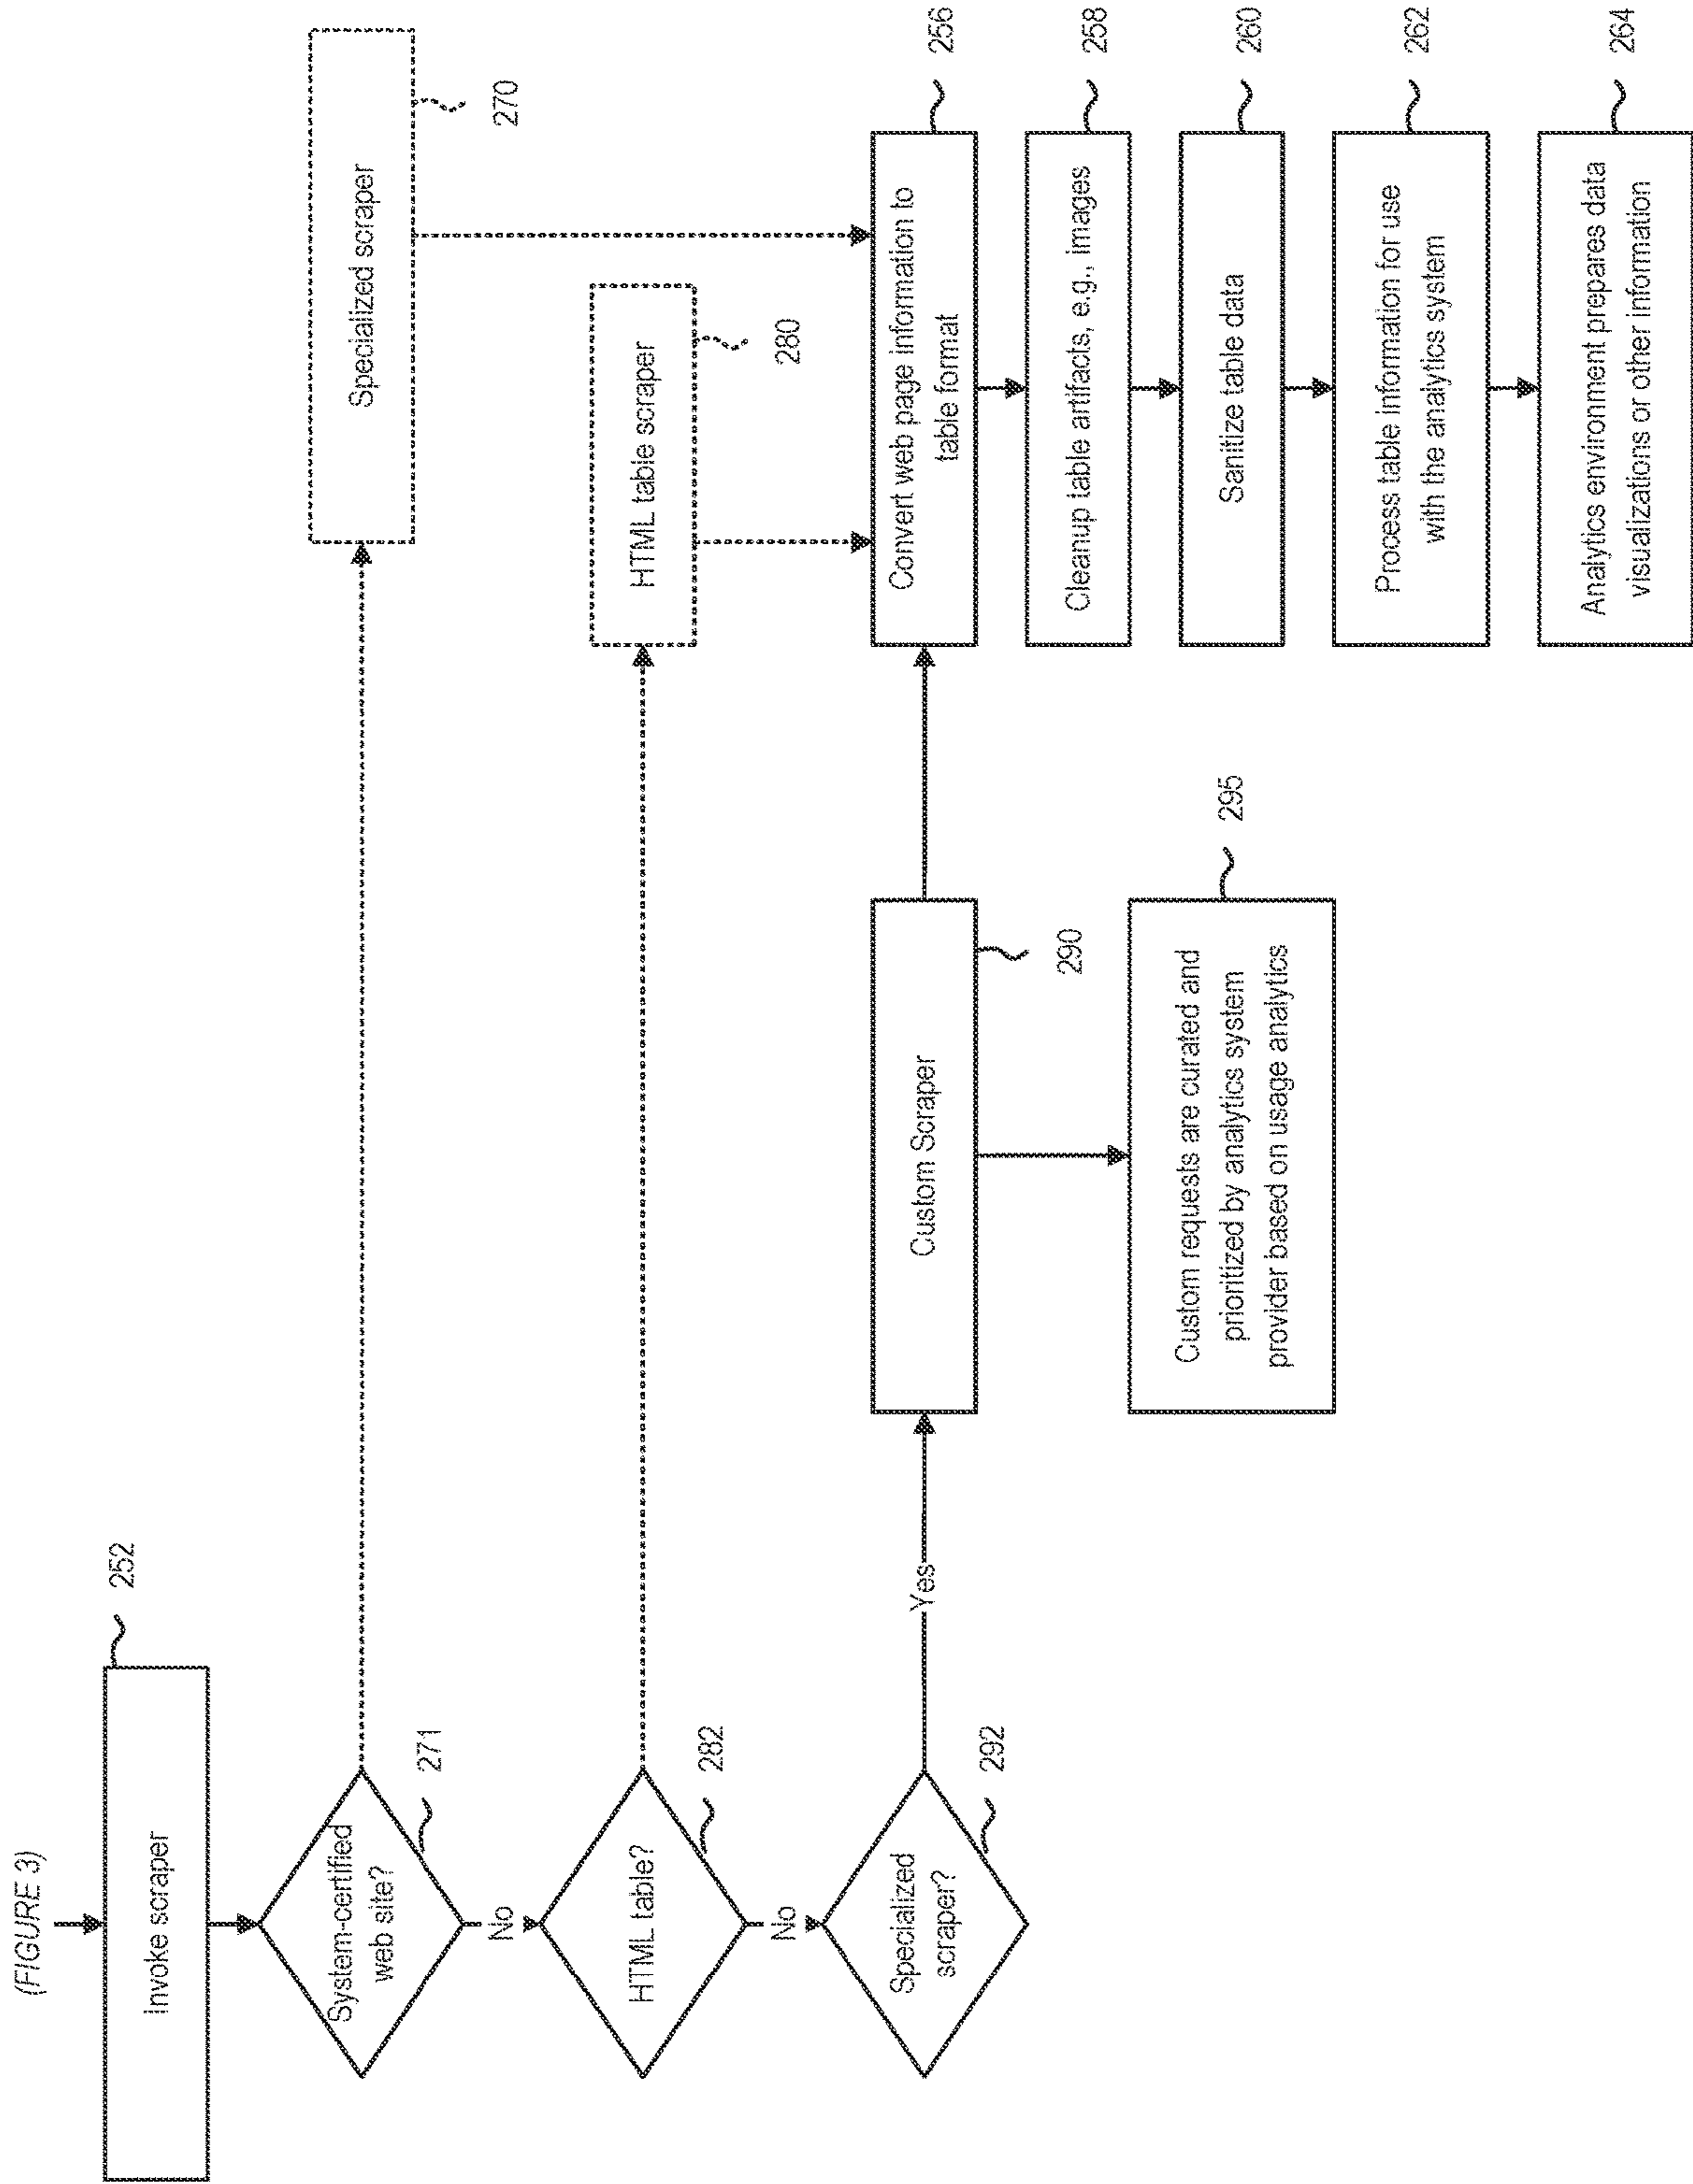 (FIGURE 3)
Invoke scraper
252
System-certified
web site?
271
No
Specialized scraper
270
HTML table?
282
No
HTML table scraper
280
Specialized
scraper?
292
Yes
Custom Scraper
290
Custom requests are curated and
prioritized by analytics system
provider based on usage analytics
295
Convert web page information to
table format
256
Cleanup table artifacts, e.g., images
258
Sanitize table data
260
Process table information for use
with the analytics system
262
Analytics environment prepares data
visualizations or other information
264